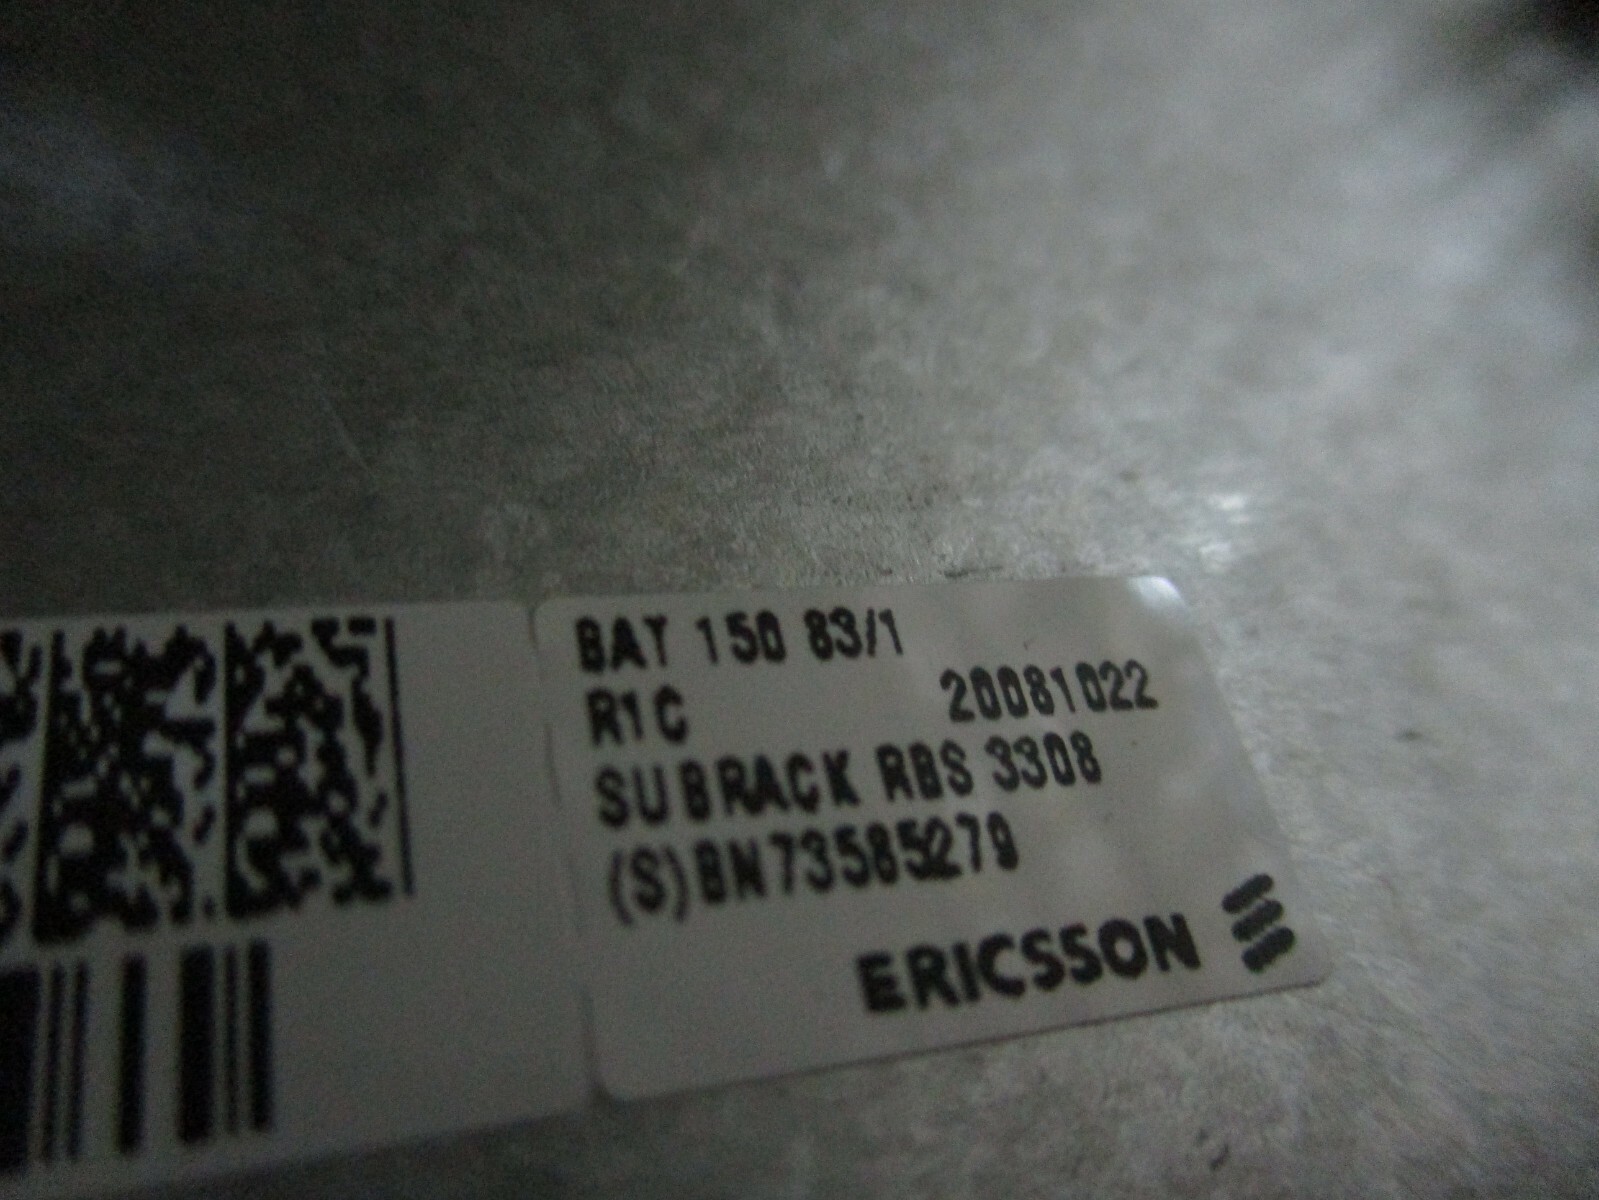 BAT 150 83/1
R1C 20081022
SUBRACK RBS 3308
(S)BN73585279
ERICSSON